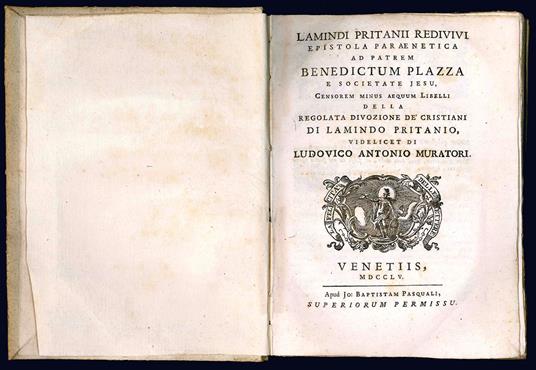 LAMINDI PRITANII REDIVIVI
EPISTOLA PARAENETICA
AD PATREM
BENEDICTUM PLAZZA
E SOCIETATE JESU,
CENSOREM MINUS AEQUUM LIBELLI
DELLA
REGOLATA DIVOZIONE DE' CRISTIANI
DI LAMINDO PRITANIO,
VIDELICET DI
LUDOVICO ANTONIO MURATORI.
VENETIIS,
MDCCLV.
Apud JO: BAPTISTAM PASQUALI,
SUPERIORUM PERMISSU.